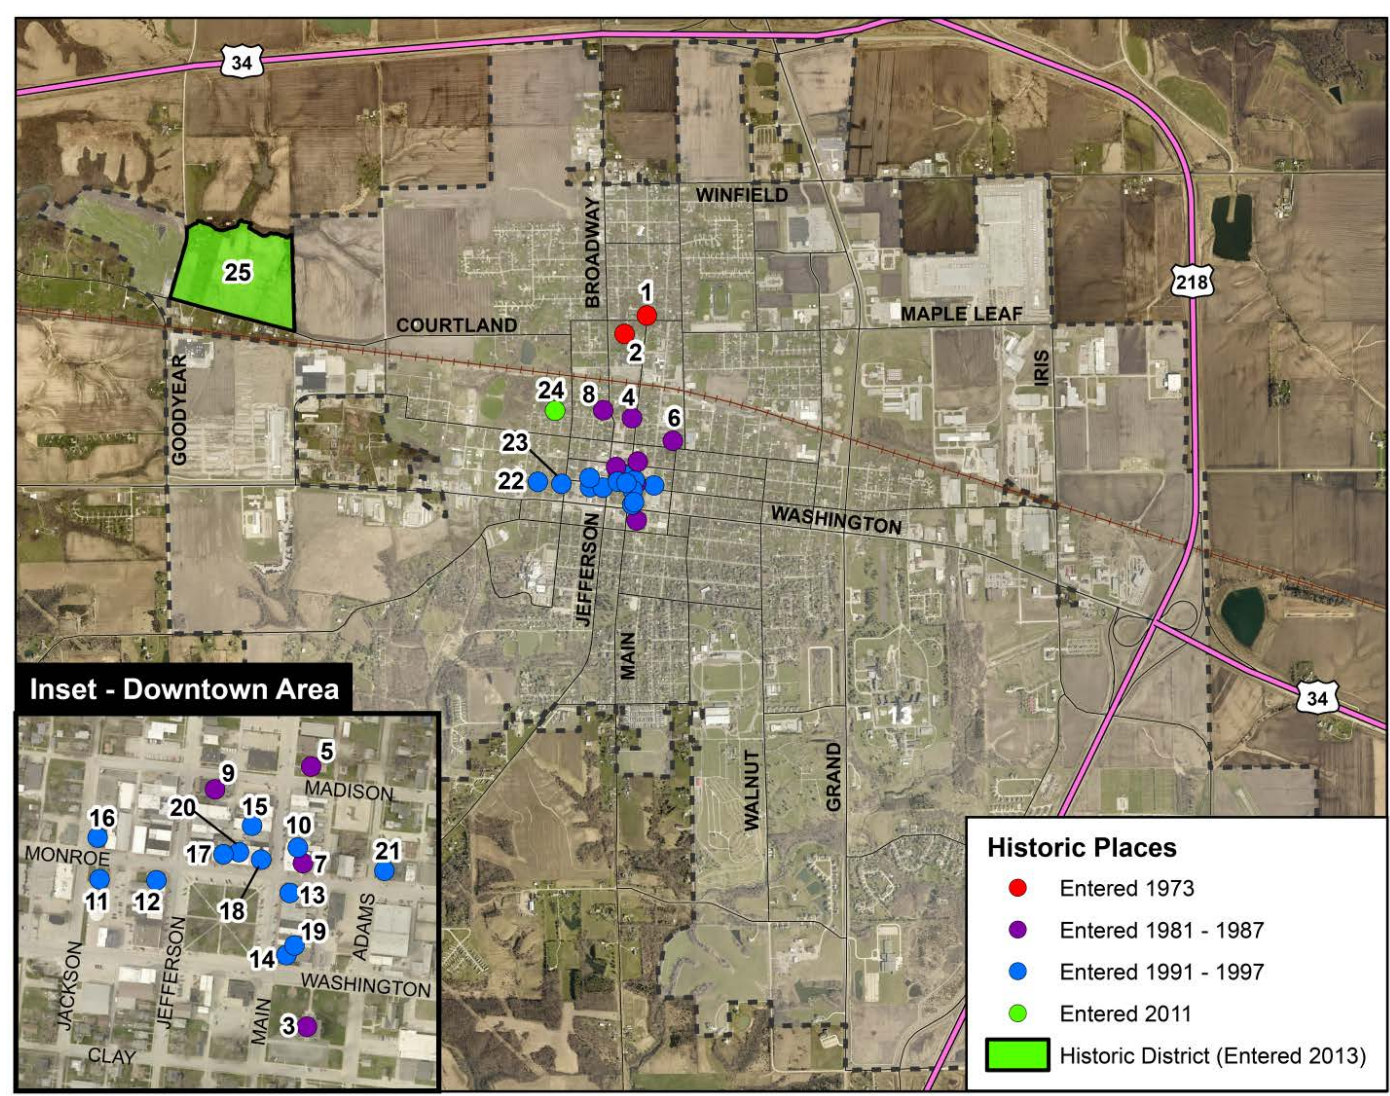 34
WINFIELD
BROADWAY
25
1
218
MAPLE LEAF
COURTLAND
2
GOODYEAR
IRIS
24
8
4
6
23
22
WASHINGTON
JEFFERSON
MAIN
34
13
WALNUT
GRAND
Inset - Downtown Area
5
9
MADISON
20
15
16
10
MONROE
17
7
21
11
12
18
13
ADAMS
19
14
JACKSON
JEFFERSON
MAIN
WASHINGTON
3
CLAY
Historic Places
Entered 1973
Entered 1981 - 1987
Entered 1991 - 1997
Entered 2011
Historic District (Entered 2013)